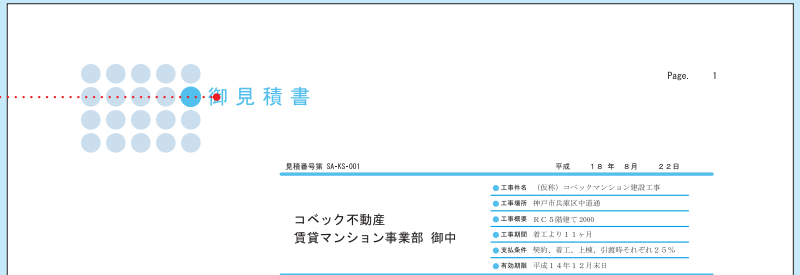 Page. 1
御見積書
見積番号第 SA-KS-001 平成 18 年 8月 22日
コベック不動産
賃貸マンション事業部 御中
工事件名 (仮称) コベックマンション建設工事
工事場所 神戸市兵庫区中道通
工事概要 RC5階建て2000
工事期間 着工より11ヶ月
支払条件 契約、着工、上棟、引渡時それぞれ25%
有効期限 平成14年12月末日